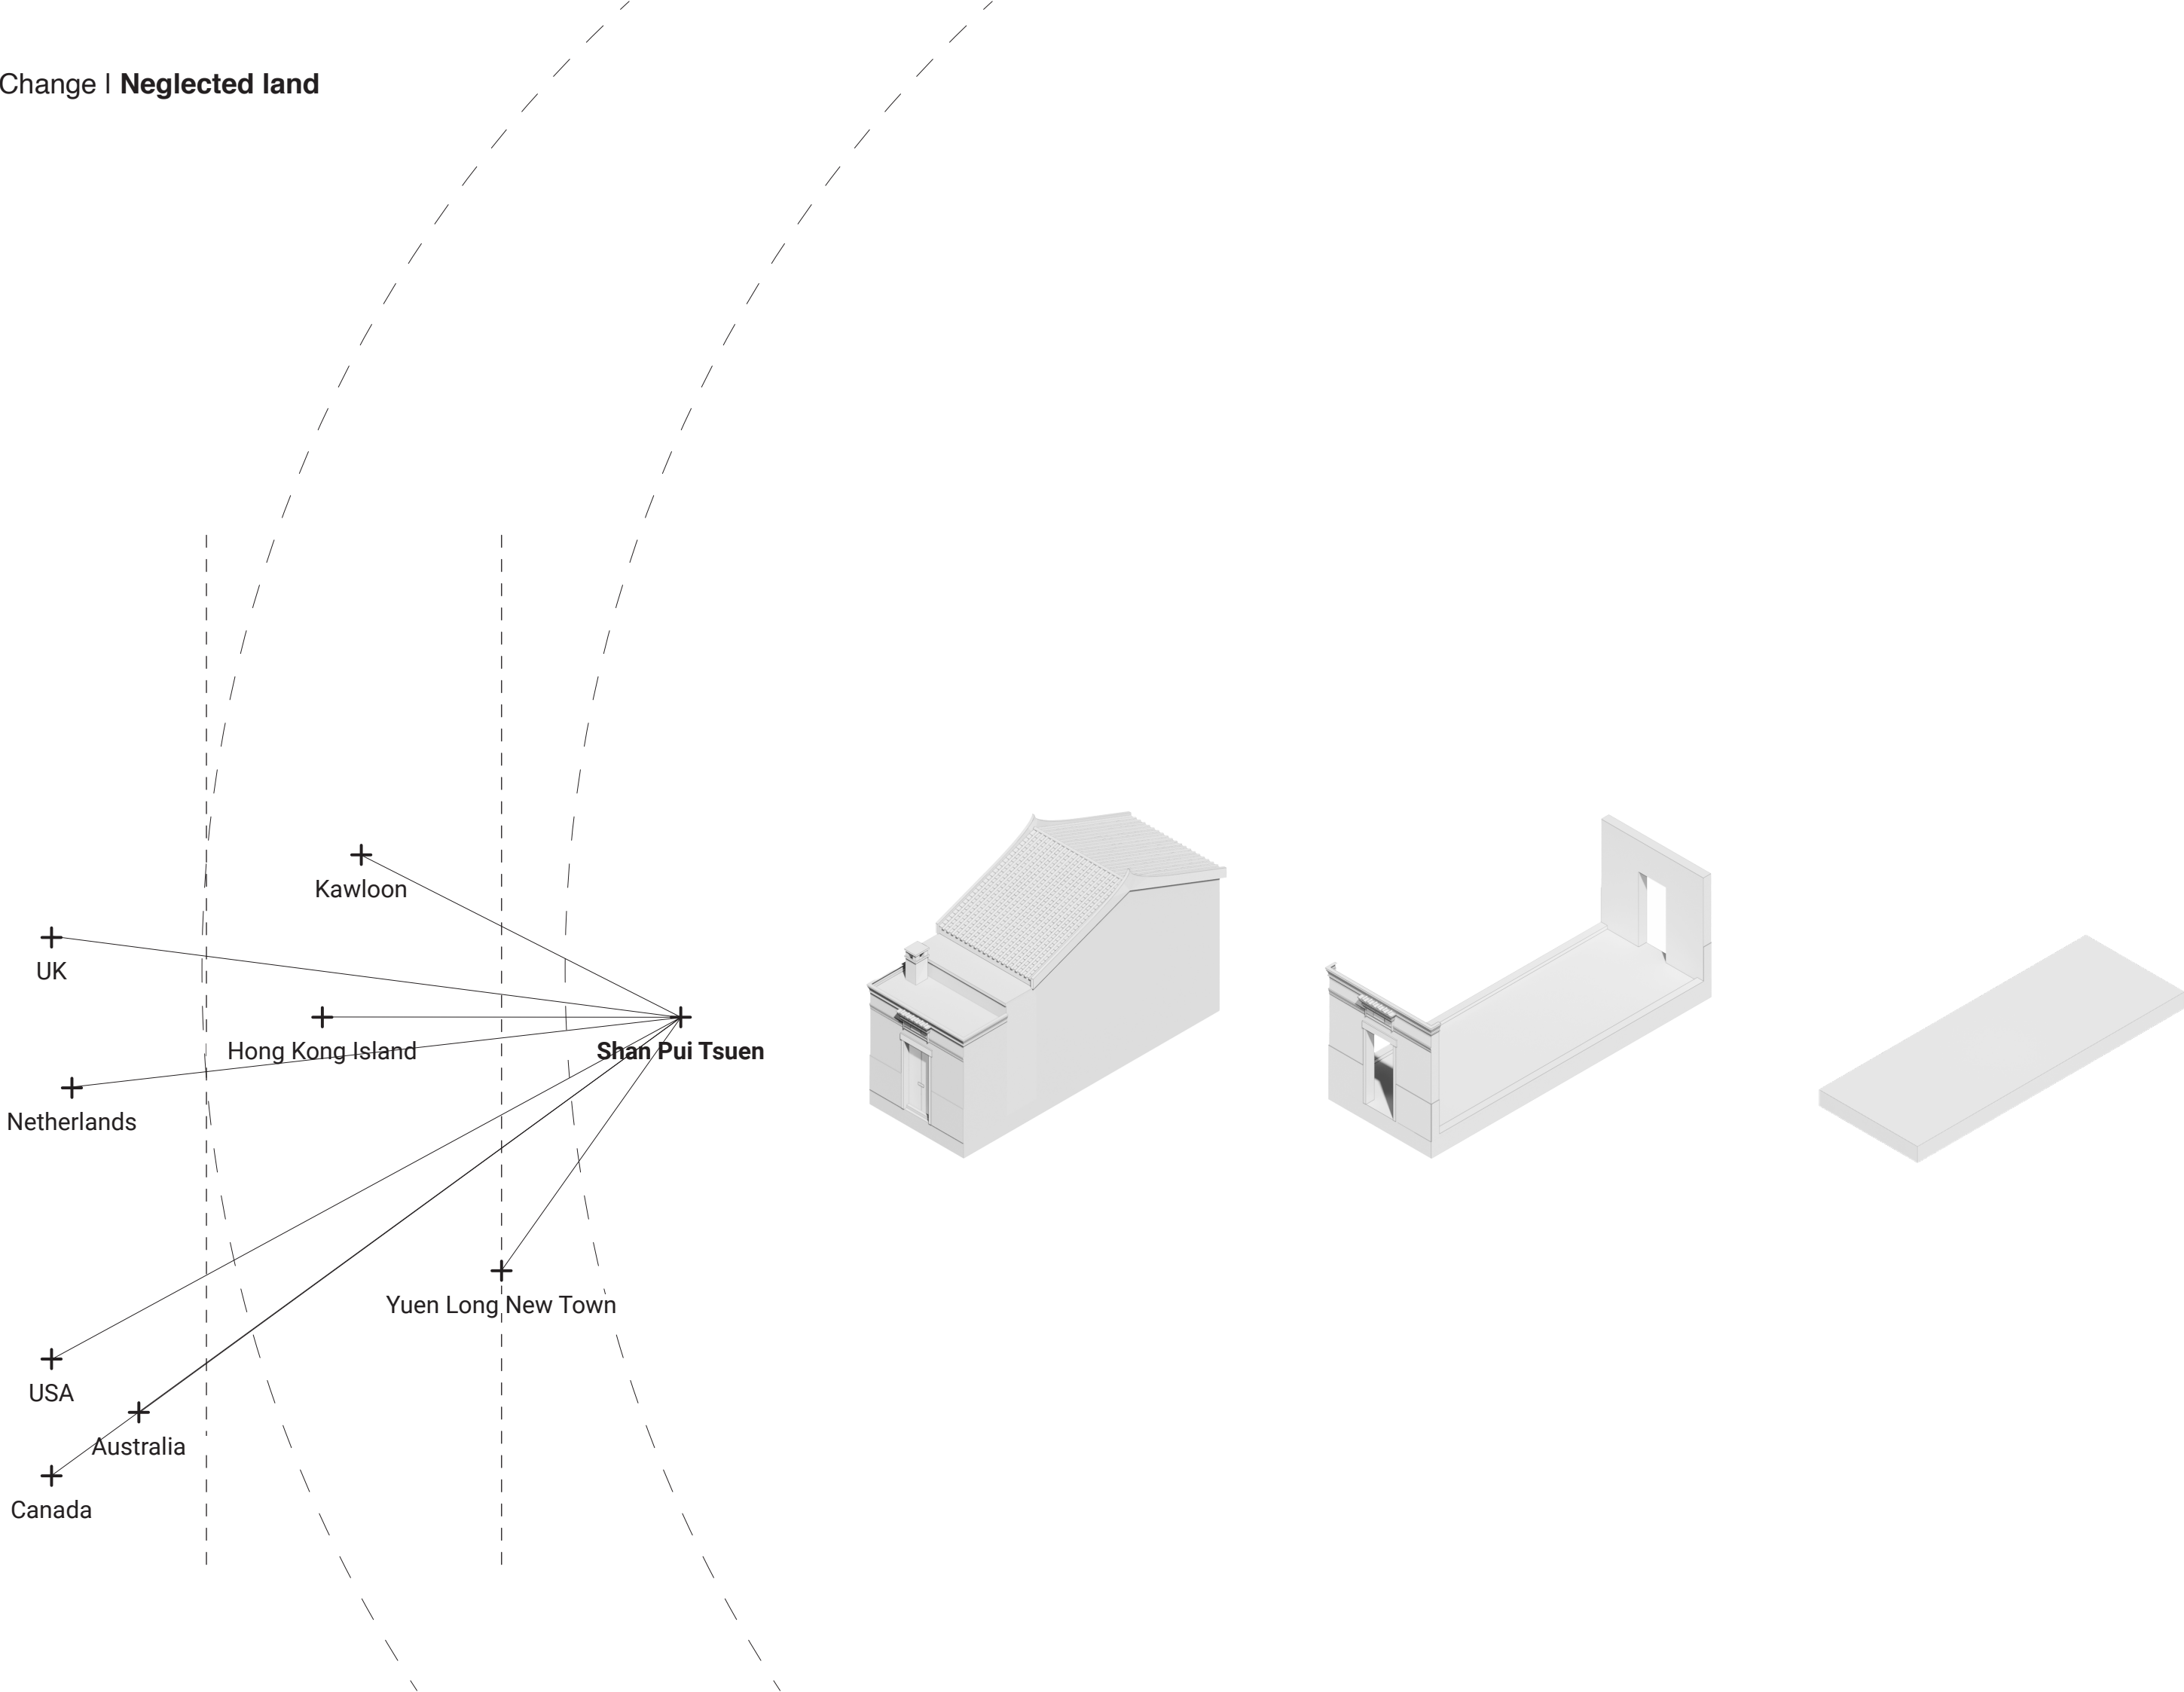 Change | Neglected land
Kawloon
UK
Hong Kong Island
Shan Pui Tsuen
Netherlands
Yuen Long New Town
USA
Australia
Canada